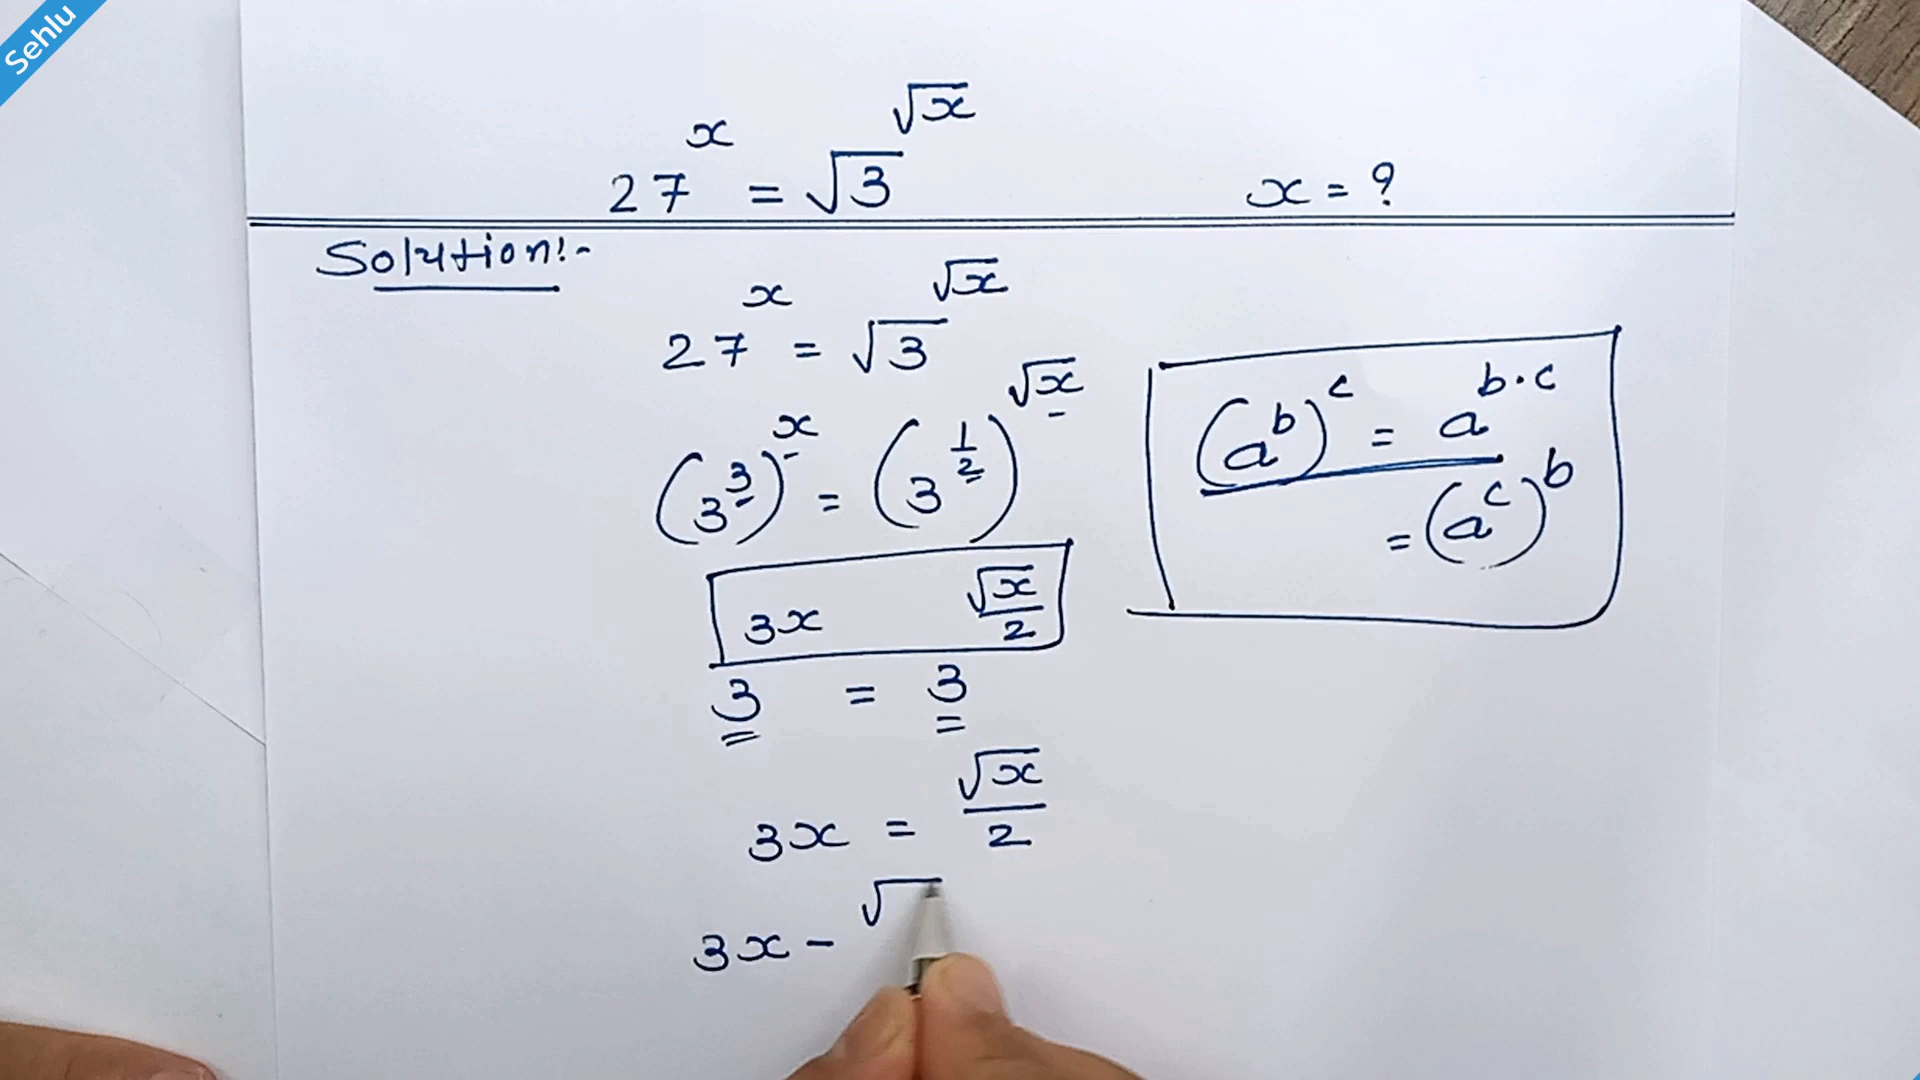 Sehlu
27^x = √3^√x   x = ?
Solution:-
27^x = √3^√x
(3^3)^x = (3^(1/2))^√x
(a^b)^c = a^(b·c)
= (a^c)^b
3^(3x) = 3^(√x/2)
3x = √x/2
3x - √